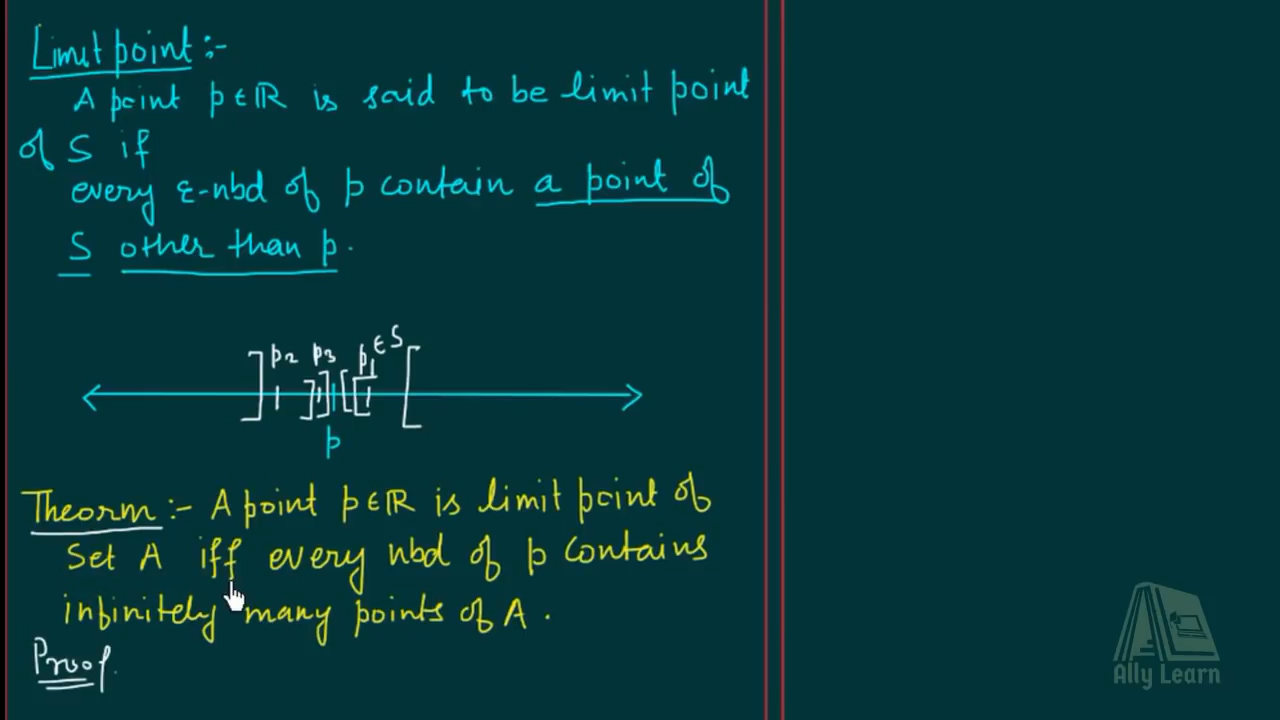 Limit point :-
A point p ∈ ℝ is said to be limit point
of S if
every ε-nbd of p contain a point of
S other than p.
p₂ p₃ p₁ ∈ S
p
Theorm :- A point p ∈ ℝ is limit point of
Set A iff every nbd of p contains
infinitely many points of A.
Proof
Ally Learn